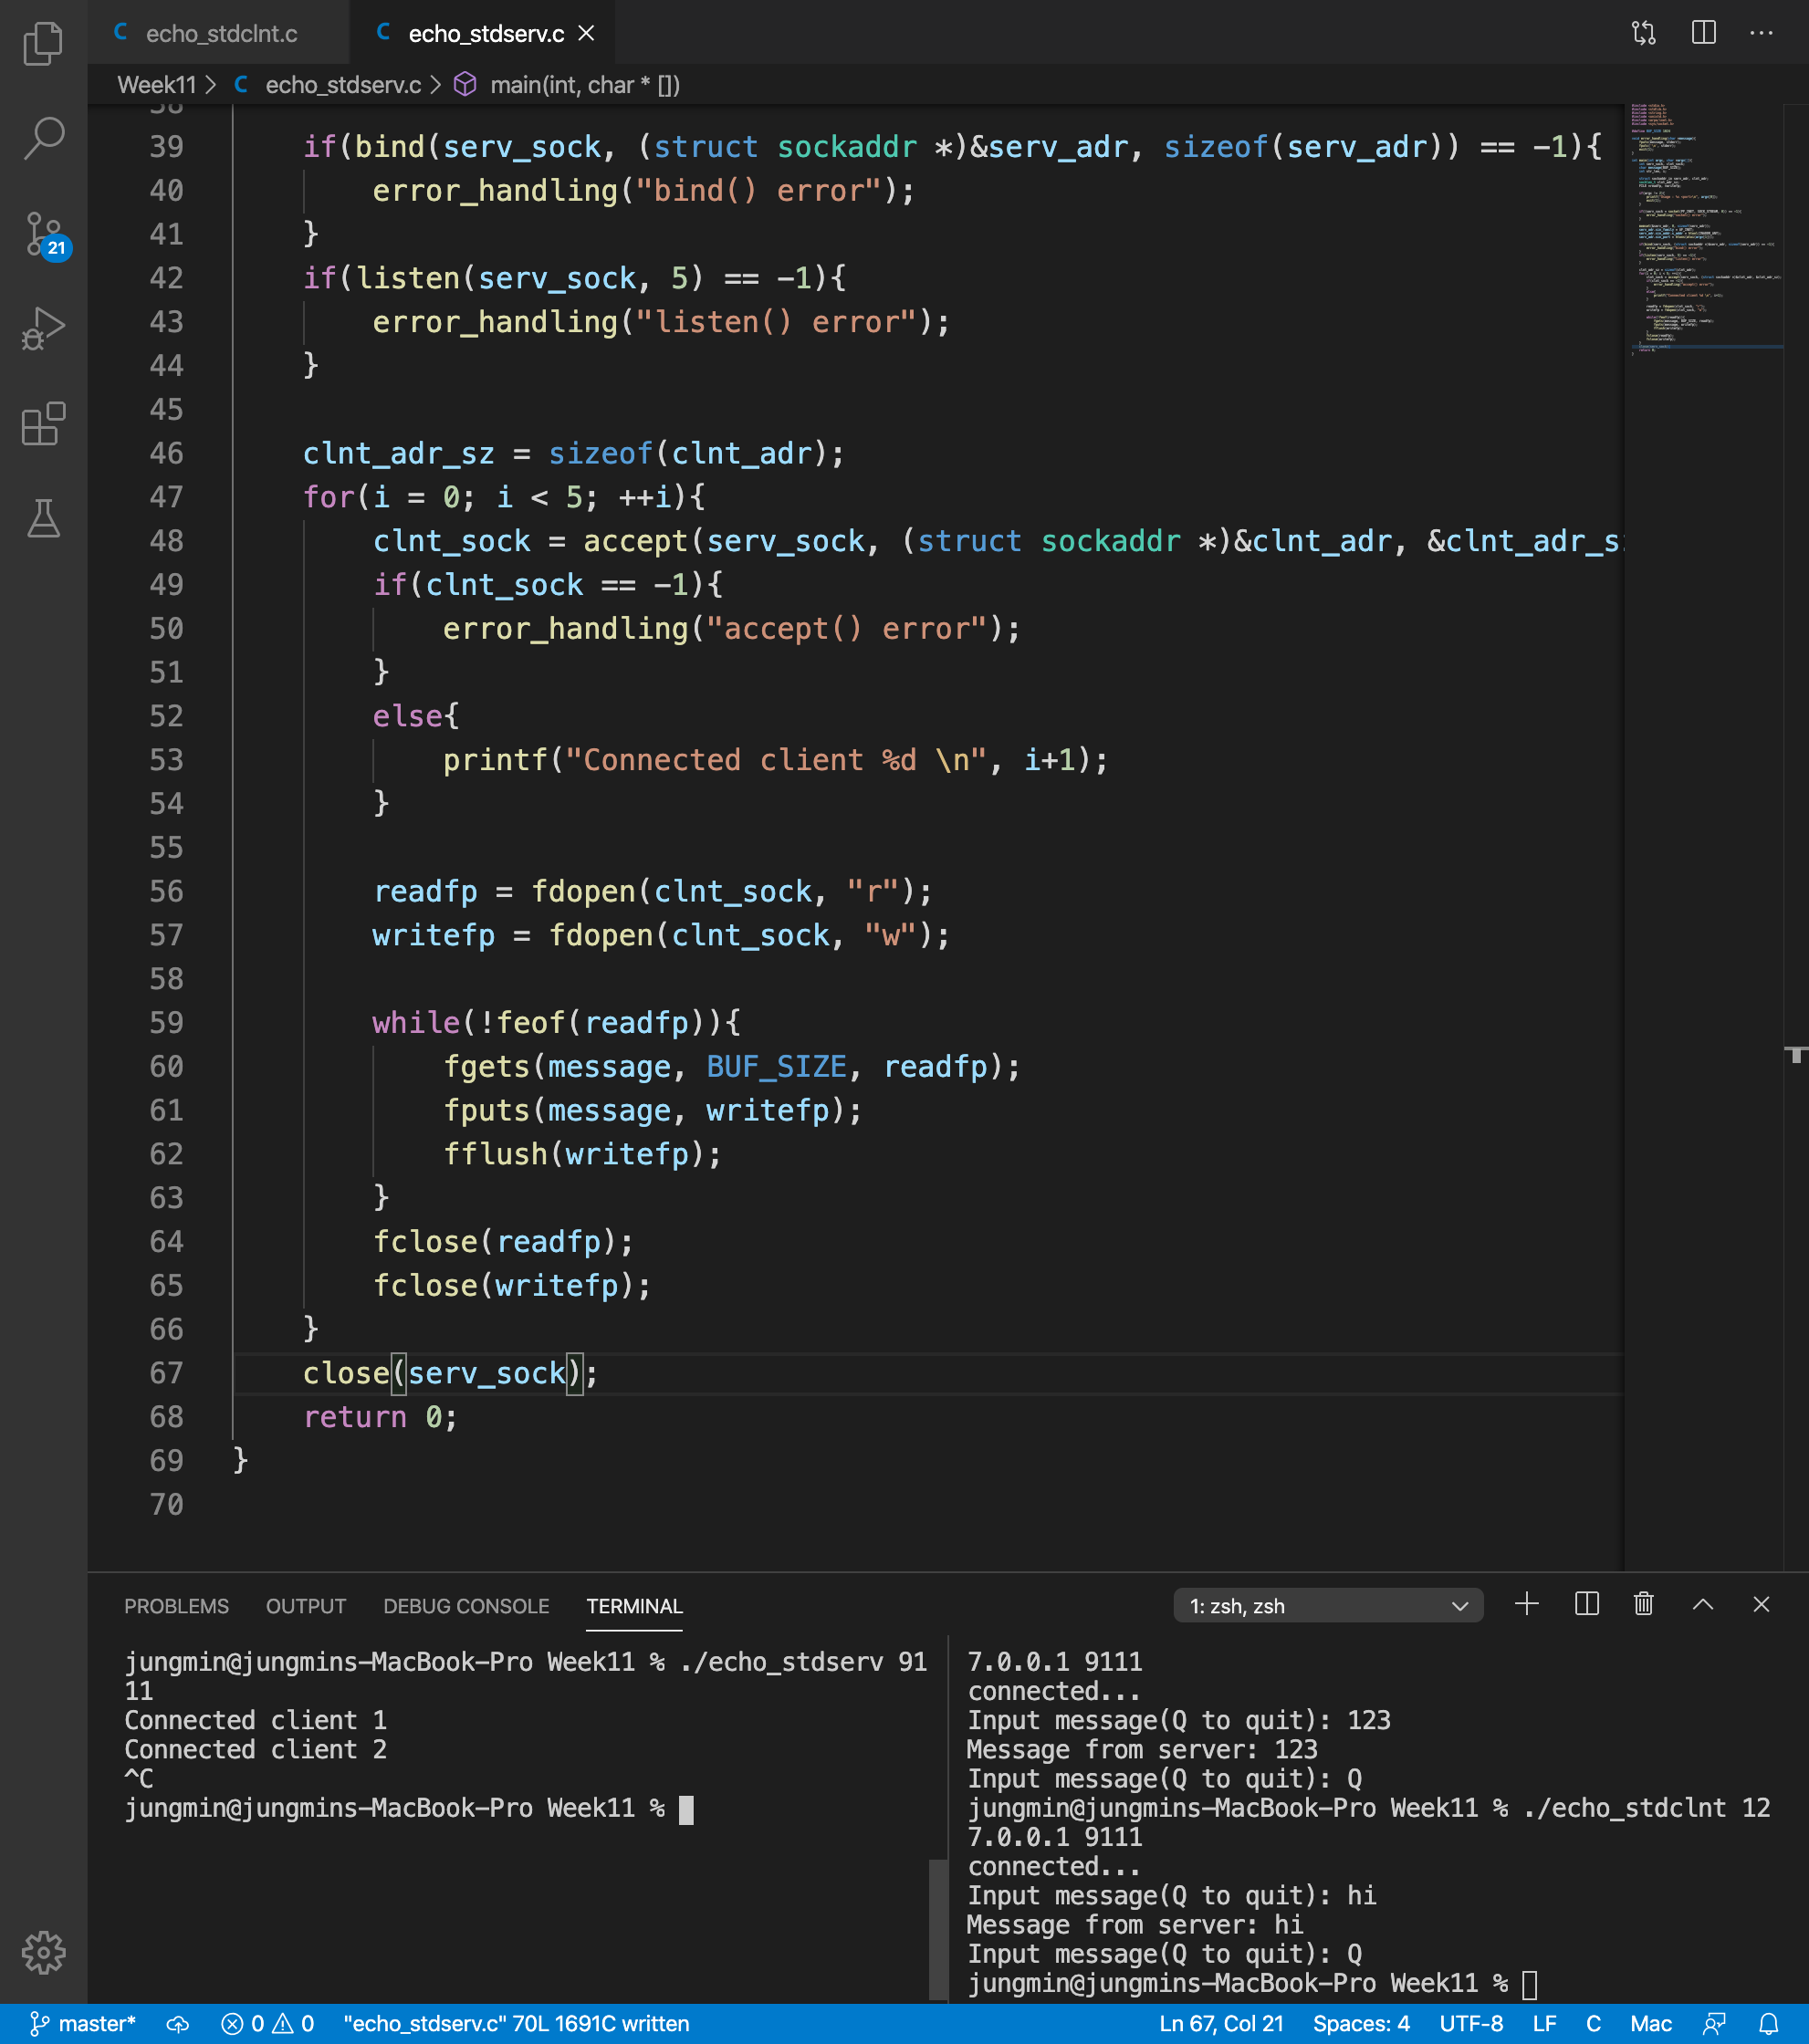 echo_stdclnt.c
echo_stdserv.c
Week11 > C echo_stdserv.c > main(int, char * [])
38
39 if(bind(serv_sock, (struct sockaddr *)&serv_adr, sizeof(serv_adr)) == -1){
40 error_handling("bind() error");
41 }
42 if(listen(serv_sock, 5) == -1){
43 error_handling("listen() error");
44 }
45
46 clnt_adr_sz = sizeof(clnt_adr);
47 for(i = 0; i < 5; ++i){
48 clnt_sock = accept(serv_sock, (struct sockaddr *)&clnt_adr, &clnt_adr_s
49 if(clnt_sock == -1){
50 error_handling("accept() error");
51 }
52 else{
53 printf("Connected client %d \n", i+1);
54 }
55
56 readfp = fdopen(clnt_sock, "r");
57 writefp = fdopen(clnt_sock, "w");
58
59 while(!feof(readfp)){
60 fgets(message, BUF_SIZE, readfp);
61 fputs(message, writefp);
62 fflush(writefp);
63 }
64 fclose(readfp);
65 fclose(writefp);
66 }
67 close(serv_sock);
68 return 0;
69 }
70
21
PROBLEMS OUTPUT DEBUG CONSOLE TERMINAL
1: zsh, zsh
jungmin@jungmins-MacBook-Pro Week11 % ./echo_stdserv 91
11
Connected client 1
Connected client 2
^C
jungmin@jungmins-MacBook-Pro Week11 %
7.0.0.1 9111
connected...
Input message(Q to quit): 123
Message from server: 123
Input message(Q to quit): Q
jungmin@jungmins-MacBook-Pro Week11 % ./echo_stdclnt 12
7.0.0.1 9111
connected...
Input message(Q to quit): hi
Message from server: hi
Input message(Q to quit): Q
jungmin@jungmins-MacBook-Pro Week11 %
master* 0 0 "echo_stdserv.c" 70L 1691C written Ln 67, Col 21 Spaces: 4 UTF-8 LF C Mac